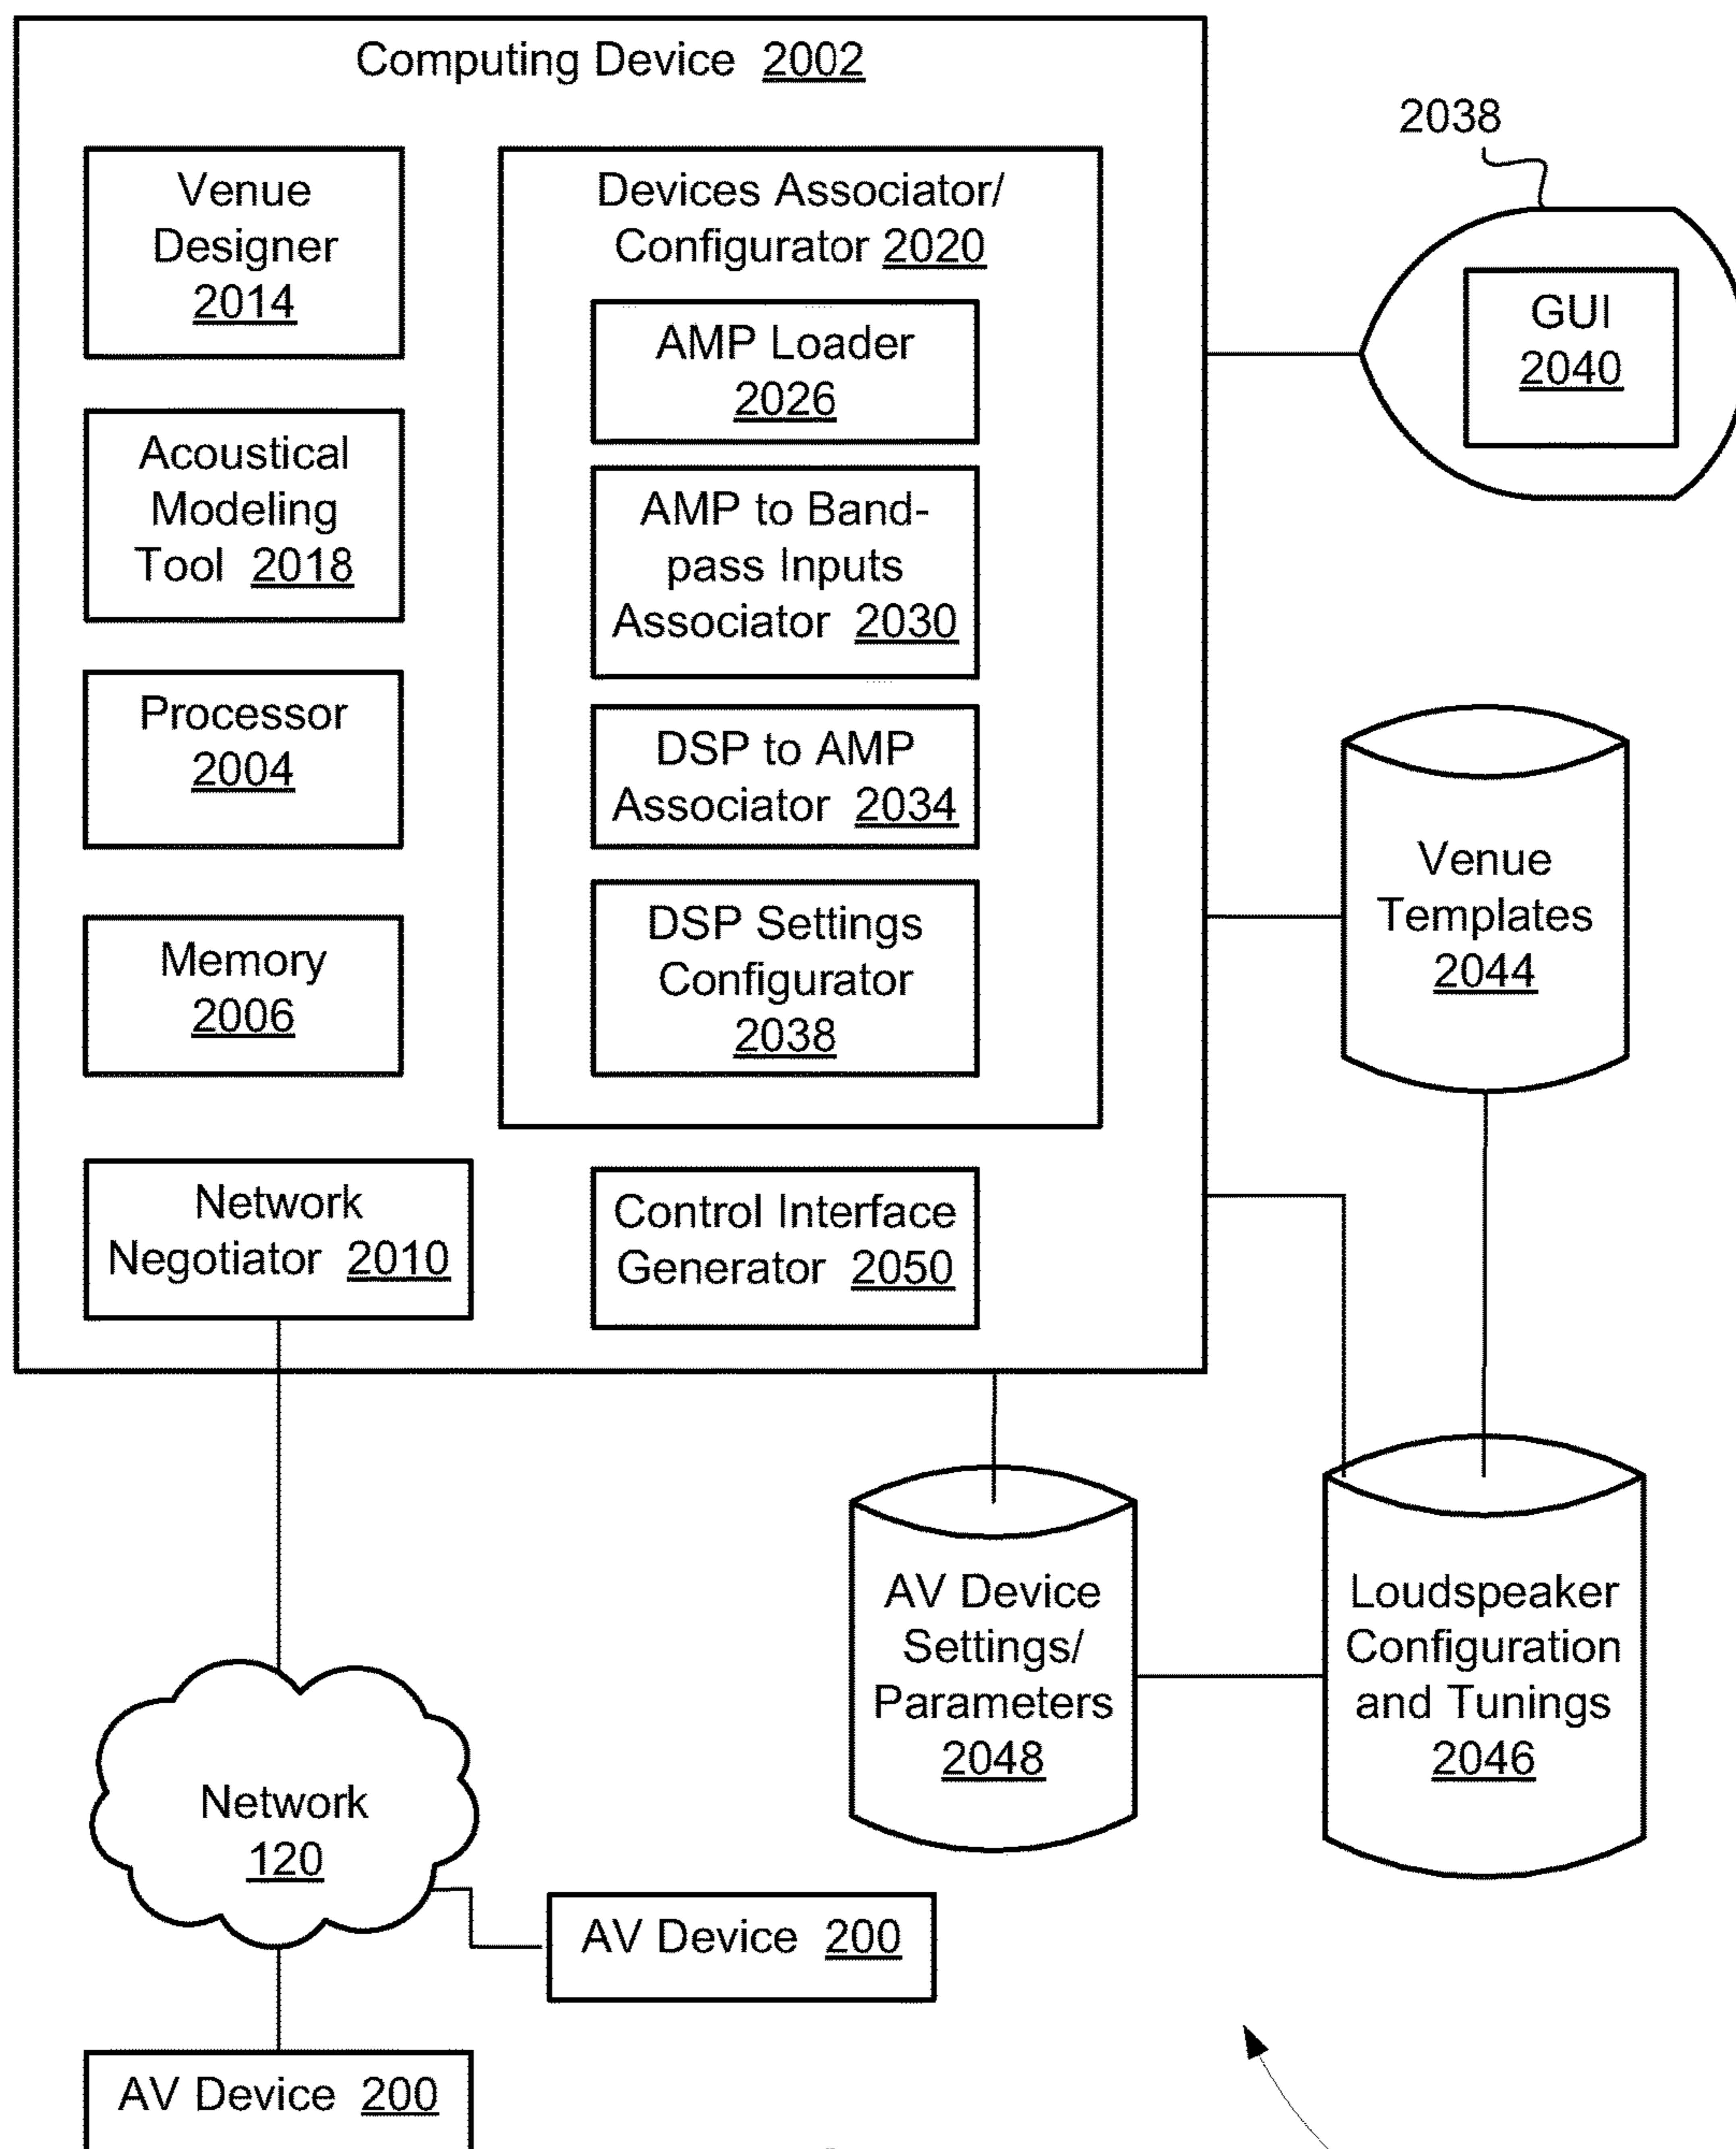 Computing Device 2002
Venue
Designer
2014
Acoustical
Modeling
Tool 2018
Processor
2004
Memory
2006
Network
Negotiator 2010
Devices Associator/
Configurator 2020
AMP Loader
2026
AMP to Band-
pass Inputs
Associator 2030
DSP to AMP
Associator 2034
DSP Settings
Configurator
2038
Control Interface
Generator 2050
2038
GUI
2040
Venue
Templates
2044
AV Device
Settings/
Parameters
2048
Loudspeaker
Configuration
and Tunings
2046
Network
120
AV Device 200
AV Device 200